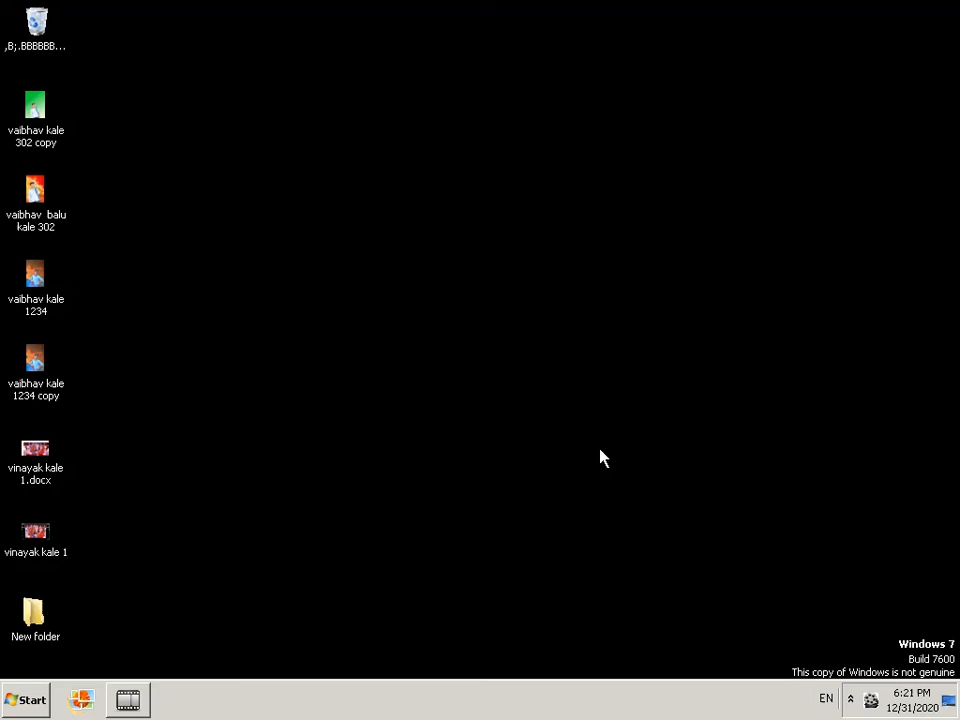 ,B;.BBBBBB...
vaibhav kale
302 copy
vaibhav balu
kale 302
vaibhav kale
1234
vaibhav kale
1234 copy
vinayak kale
1.docx
vinayak kale 1
New folder
Windows 7
Build 7600
This copy of Windows is not genuine
Start
EN
6:21 PM
12/31/2020